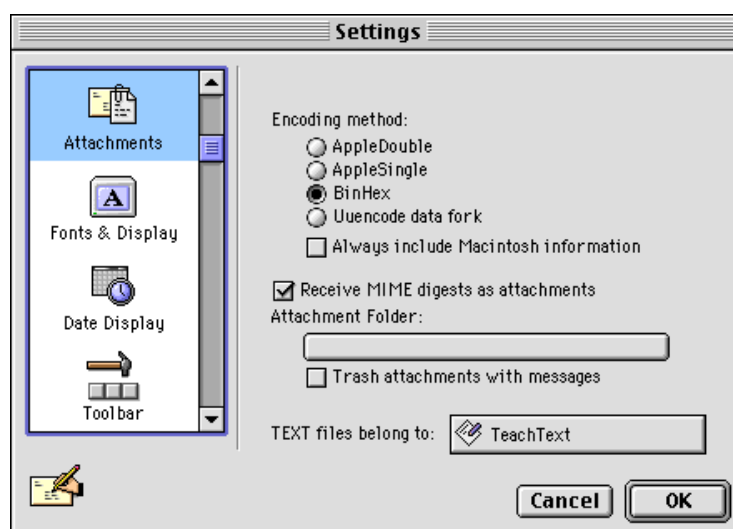 Settings
Attachments
Fonts & Display
Date Display
Toolbar
Encoding method:
AppleDouble
AppleSingle
BinHex
Uuencode data fork
Always include Macintosh information
Receive MIME digests as attachments
Attachment Folder:
Trash attachments with messages
TEXT files belong to: TeachText
Cancel OK